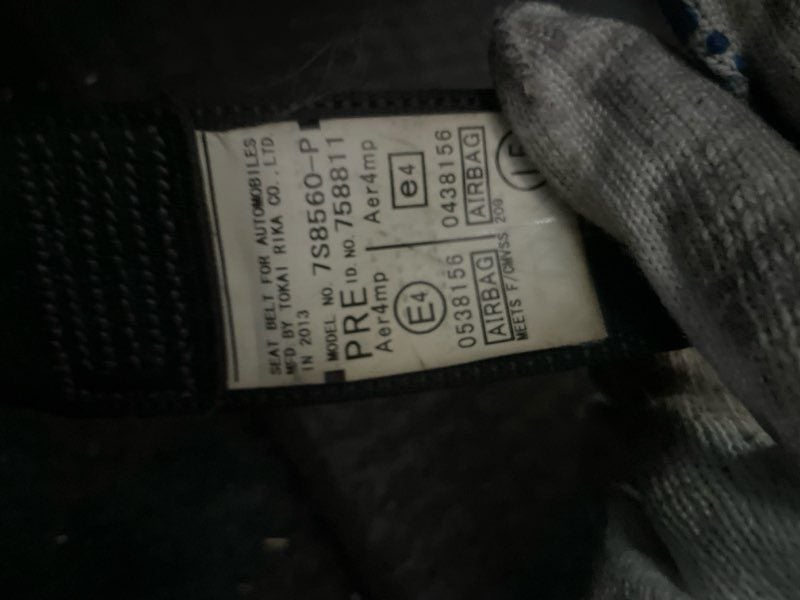 SEAT BELT FOR AUTOMOBILES
MFD BY TOKAI RIKA CO., LTD.
IN 2013
MODEL NO. 7S8560-P
PRE ID. NO. 758811
Aer4mp Aer4mp
E4 e4
0538156 0438156
AIRBAG AIRBAG
MEETS F/CMVSS 209